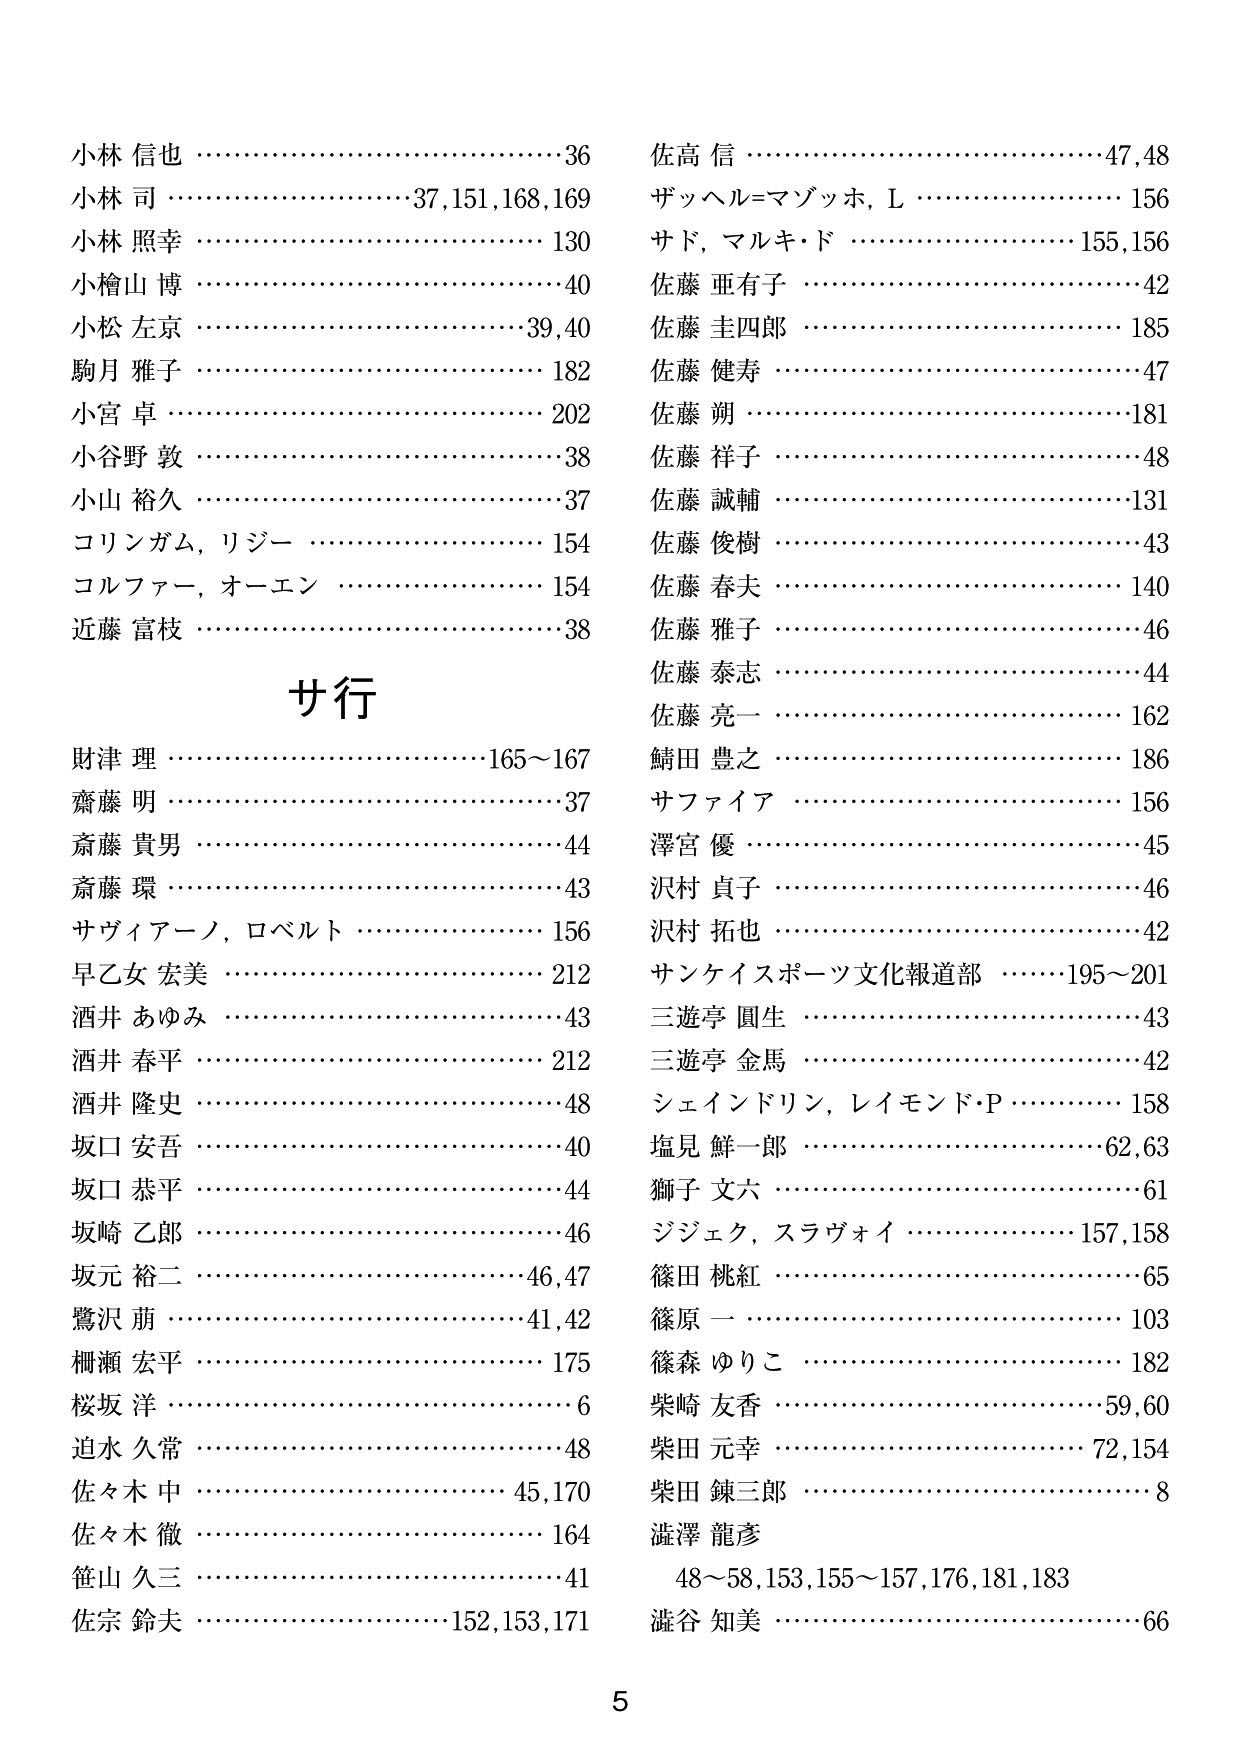 小林 信也 …………………………………36
小林 司 ……………………37,151,168,169
小林 照幸 ……………………………… 130
小檜山 博 …………………………………40
小松 左京 ……………………………39,40
駒月 雅子 ……………………………… 182
小宮 卓 ………………………………… 202
小谷野 敦 …………………………………38
小山 裕久 …………………………………37
コリンガム, リジー …………………… 154
コルファー, オーエン ………………… 154
近藤 富枝 …………………………………38
サ行
財津 理 ……………………………165〜167
齋藤 明 ……………………………………37
斎藤 貴男 …………………………………44
斎藤 環 ……………………………………43
サヴィアーノ, ロベルト ……………… 156
早乙女 宏美 …………………………… 212
酒井 あゆみ ………………………………43
酒井 春平 ……………………………… 212
酒井 隆史 …………………………………48
坂口 安吾 …………………………………40
坂口 恭平 …………………………………44
坂崎 乙郎 …………………………………46
坂元 裕二 ……………………………46,47
鷺沢 萠 ………………………………41,42
柵瀬 宏平 ……………………………… 175
桜坂 洋 …………………………………… 6
迫水 久常 …………………………………48
佐々木 中 …………………………… 45,170
佐々木 徹 ……………………………… 164
笹山 久三 …………………………………41
佐宗 鈴夫 ………………………152,153,171
佐高 信 ………………………………47,48
ザッヘル=マゾッホ, L ………………… 156
サド, マルキ・ド ……………………155,156
佐藤 亜有子 ………………………………42
佐藤 圭四郎 …………………………… 185
佐藤 健寿 …………………………………47
佐藤 朔 …………………………………181
佐藤 祥子 …………………………………48
佐藤 誠輔 ………………………………131
佐藤 俊樹 …………………………………43
佐藤 春夫 ……………………………… 140
佐藤 雅子 …………………………………46
佐藤 泰志 …………………………………44
佐藤 亮一 ……………………………… 162
鯖田 豊之 ……………………………… 186
サファイア ……………………………… 156
澤宮 優 ……………………………………45
沢村 貞子 …………………………………46
沢村 拓也 …………………………………42
サンケイスポーツ文化報道部 ……195〜201
三遊亭 圓生 ………………………………43
三遊亭 金馬 ………………………………42
シェインドリン, レイモンド・P ………… 158
塩見 鮮一郎 …………………………62,63
獅子 文六 …………………………………61
ジジェク, スラヴォイ ………………157,158
篠田 桃紅 …………………………………65
篠原 一 ………………………………… 103
篠森 ゆりこ …………………………… 182
柴崎 友香 ……………………………59,60
柴田 元幸 …………………………… 72,154
柴田 錬三郎 ……………………………… 8
澁澤 龍彦
48〜58,153,155〜157,176,181,183
澁谷 知美 …………………………………66
5